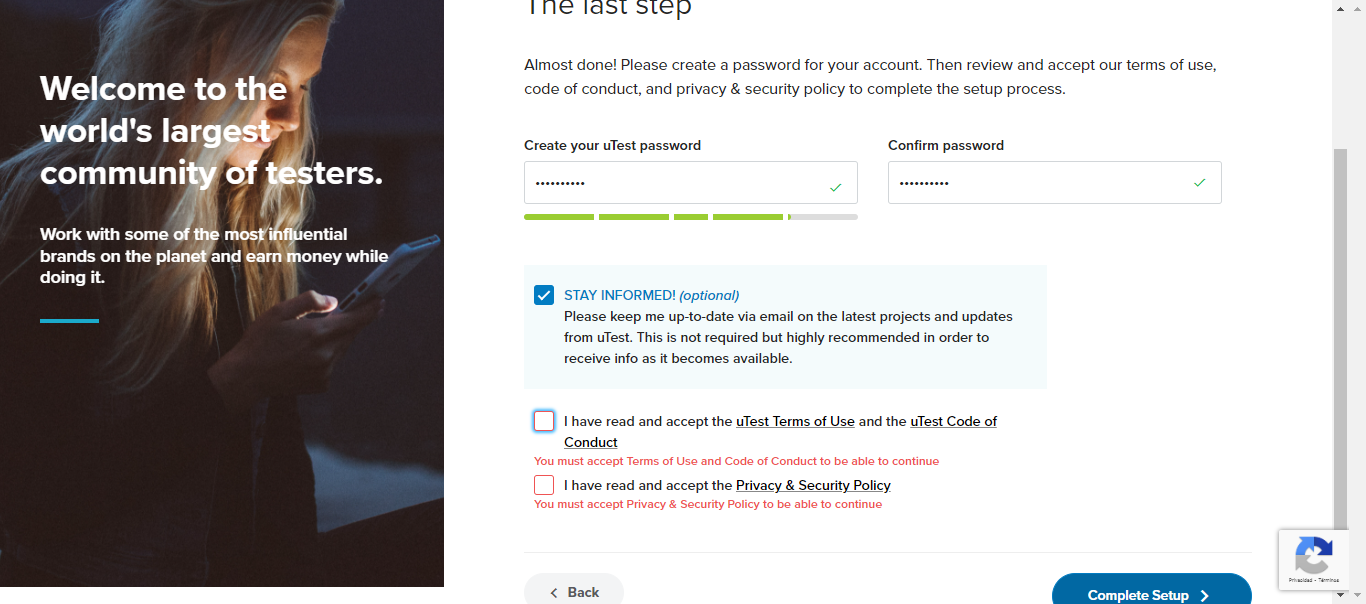 The last step
Welcome to the
world's largest
community of testers.
Work with some of the most influential
brands on the planet and earn money while
doing it.
Almost done! Please create a password for your account. Then review and accept our terms of use,
code of conduct, and privacy & security policy to complete the setup process.
Create your uTest password
Confirm password
••••••••••
••••••••••
STAY INFORMED! (optional)
Please keep me up-to-date via email on the latest projects and updates
from uTest. This is not required but highly recommended in order to
receive info as it becomes available.
I have read and accept the uTest Terms of Use and the uTest Code of
Conduct
You must accept Terms of Use and Code of Conduct to be able to continue
I have read and accept the Privacy & Security Policy
You must accept Privacy & Security Policy to be able to continue
Back
Complete Setup
Privacidad - Términos